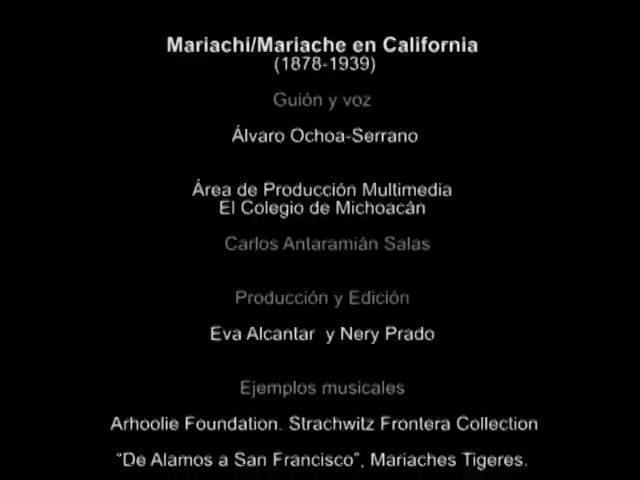 Mariachi/Mariache en California
(1878-1939)
Guión y voz
Álvaro Ochoa-Serrano
Área de Producción Multimedia
El Colegio de Michoacán
Carlos Antaramián Salas
Producción y Edición
Eva Alcantar y Nery Prado
Ejemplos musicales
Arhoolie Foundation. Strachwitz Frontera Collection
“De Alamos a San Francisco”, Mariaches Tigeres.